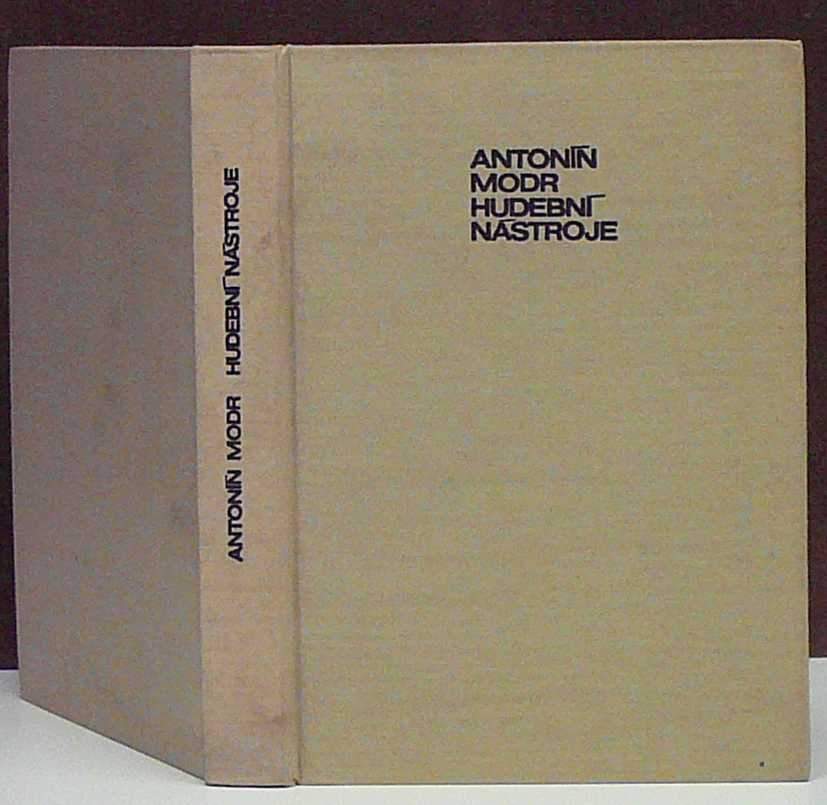 ANTONÍN MODR HUDEBNÍ NÁSTROJE
ANTONÍN
MODR
HUDEBNÍ
NÁSTROJE